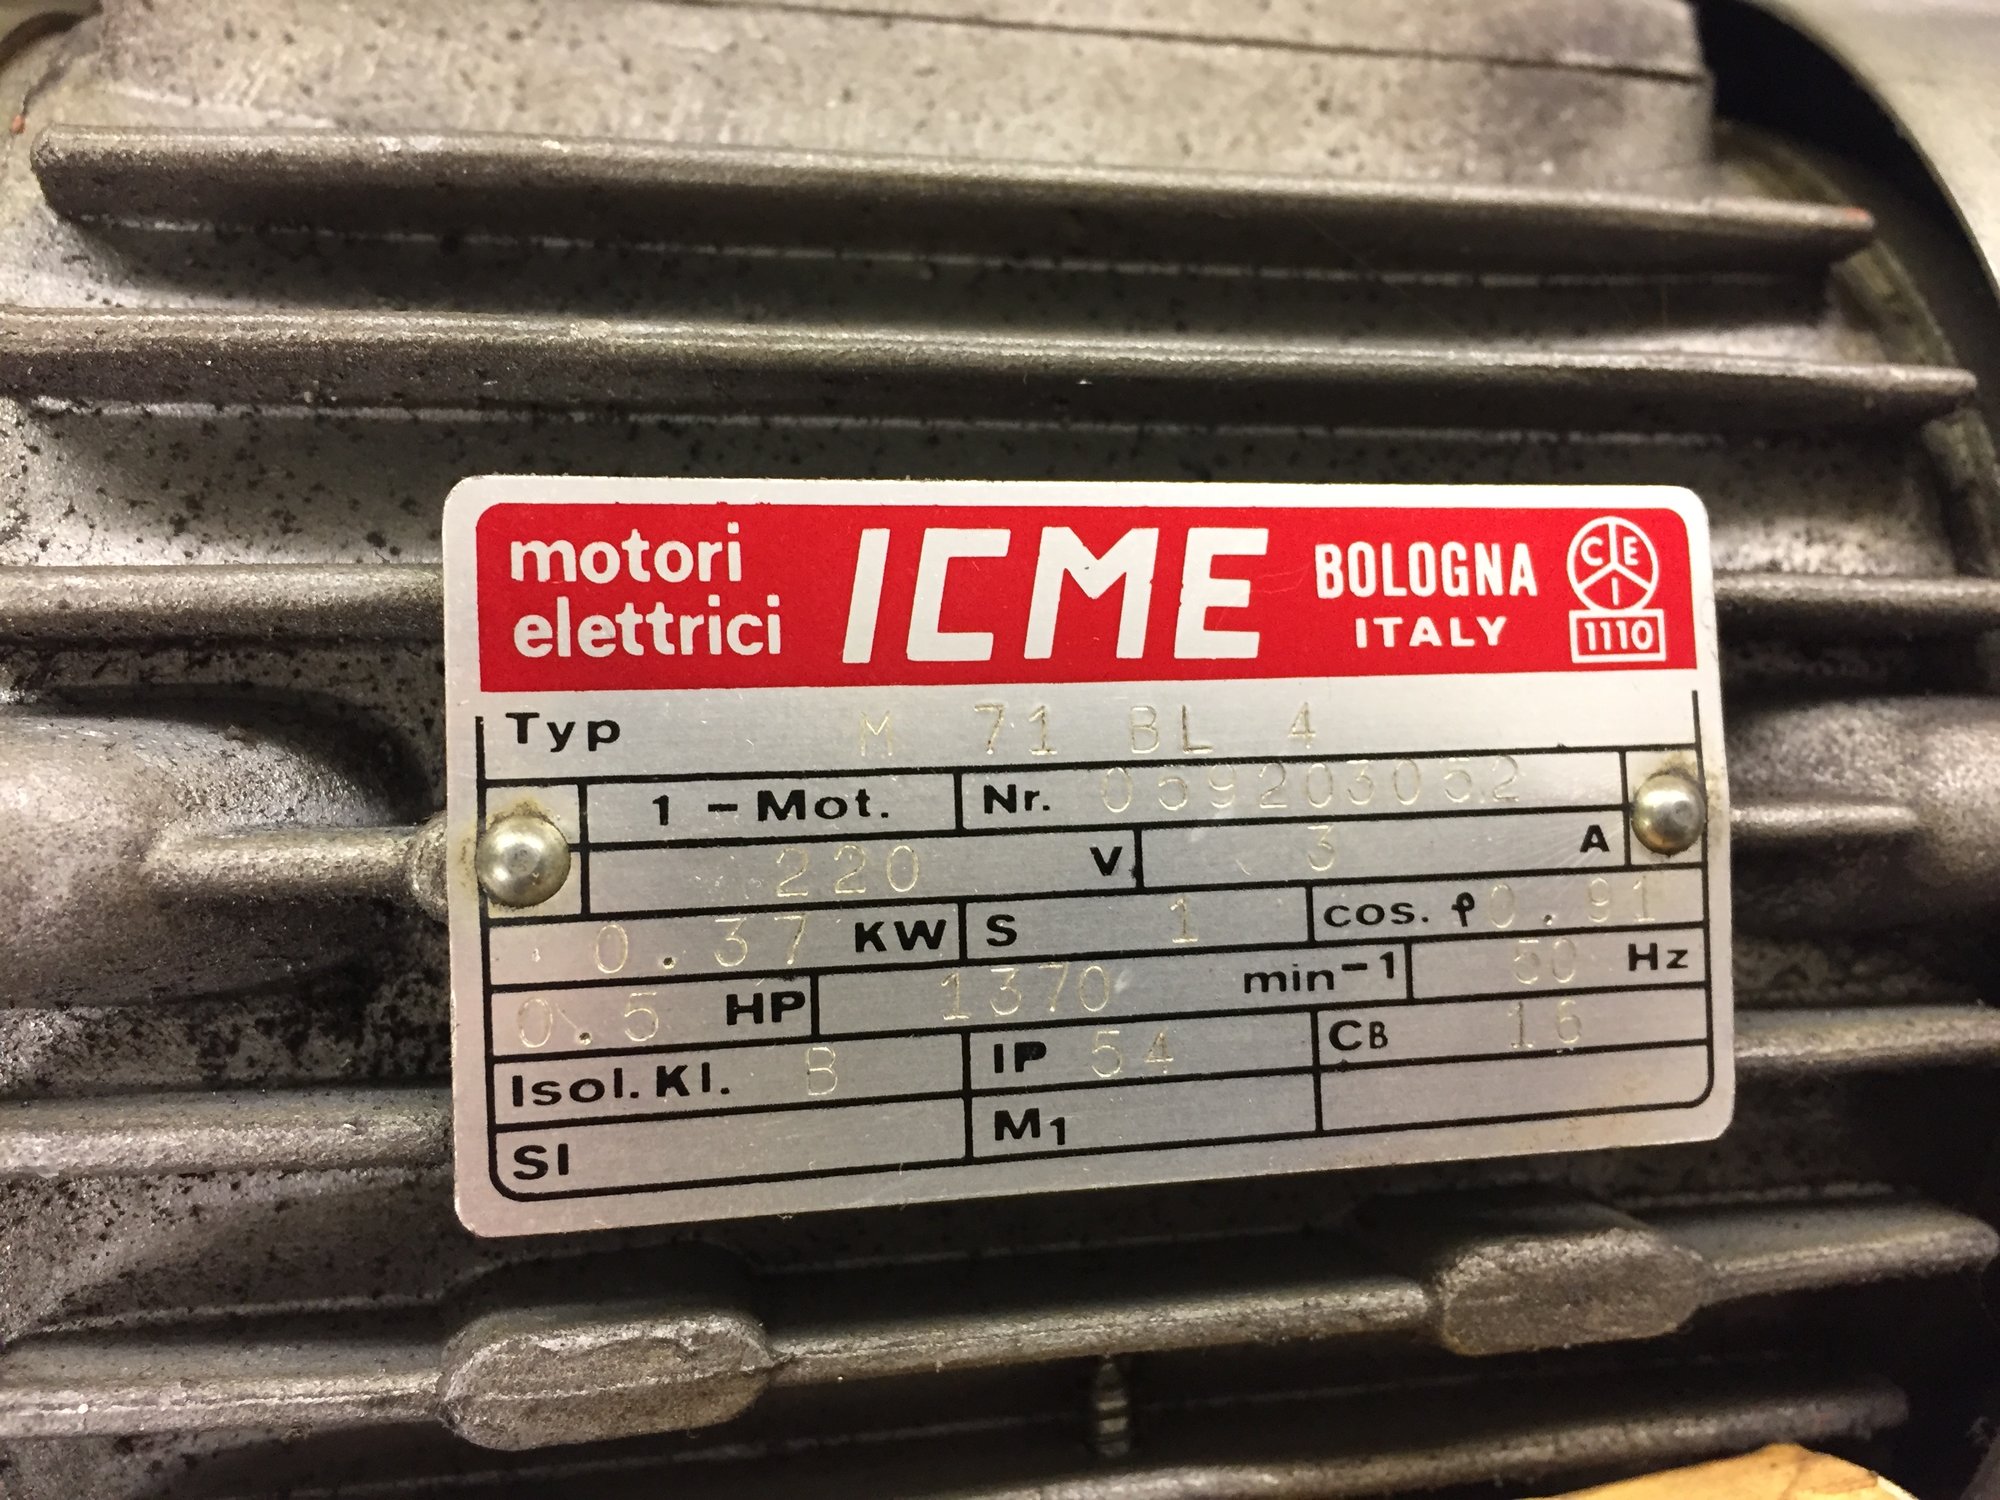 motori elettrici ICME BOLOGNA ITALY CEI 1110
Typ M 71 BL 4
1 - Mot. Nr. 059203052
220 V 3 A
0.37 KW S 1 cos. φ 0.91
0.5 HP 1370 min-1 50 Hz
Isol. Kl. B IP 54 CB 16
SI M1